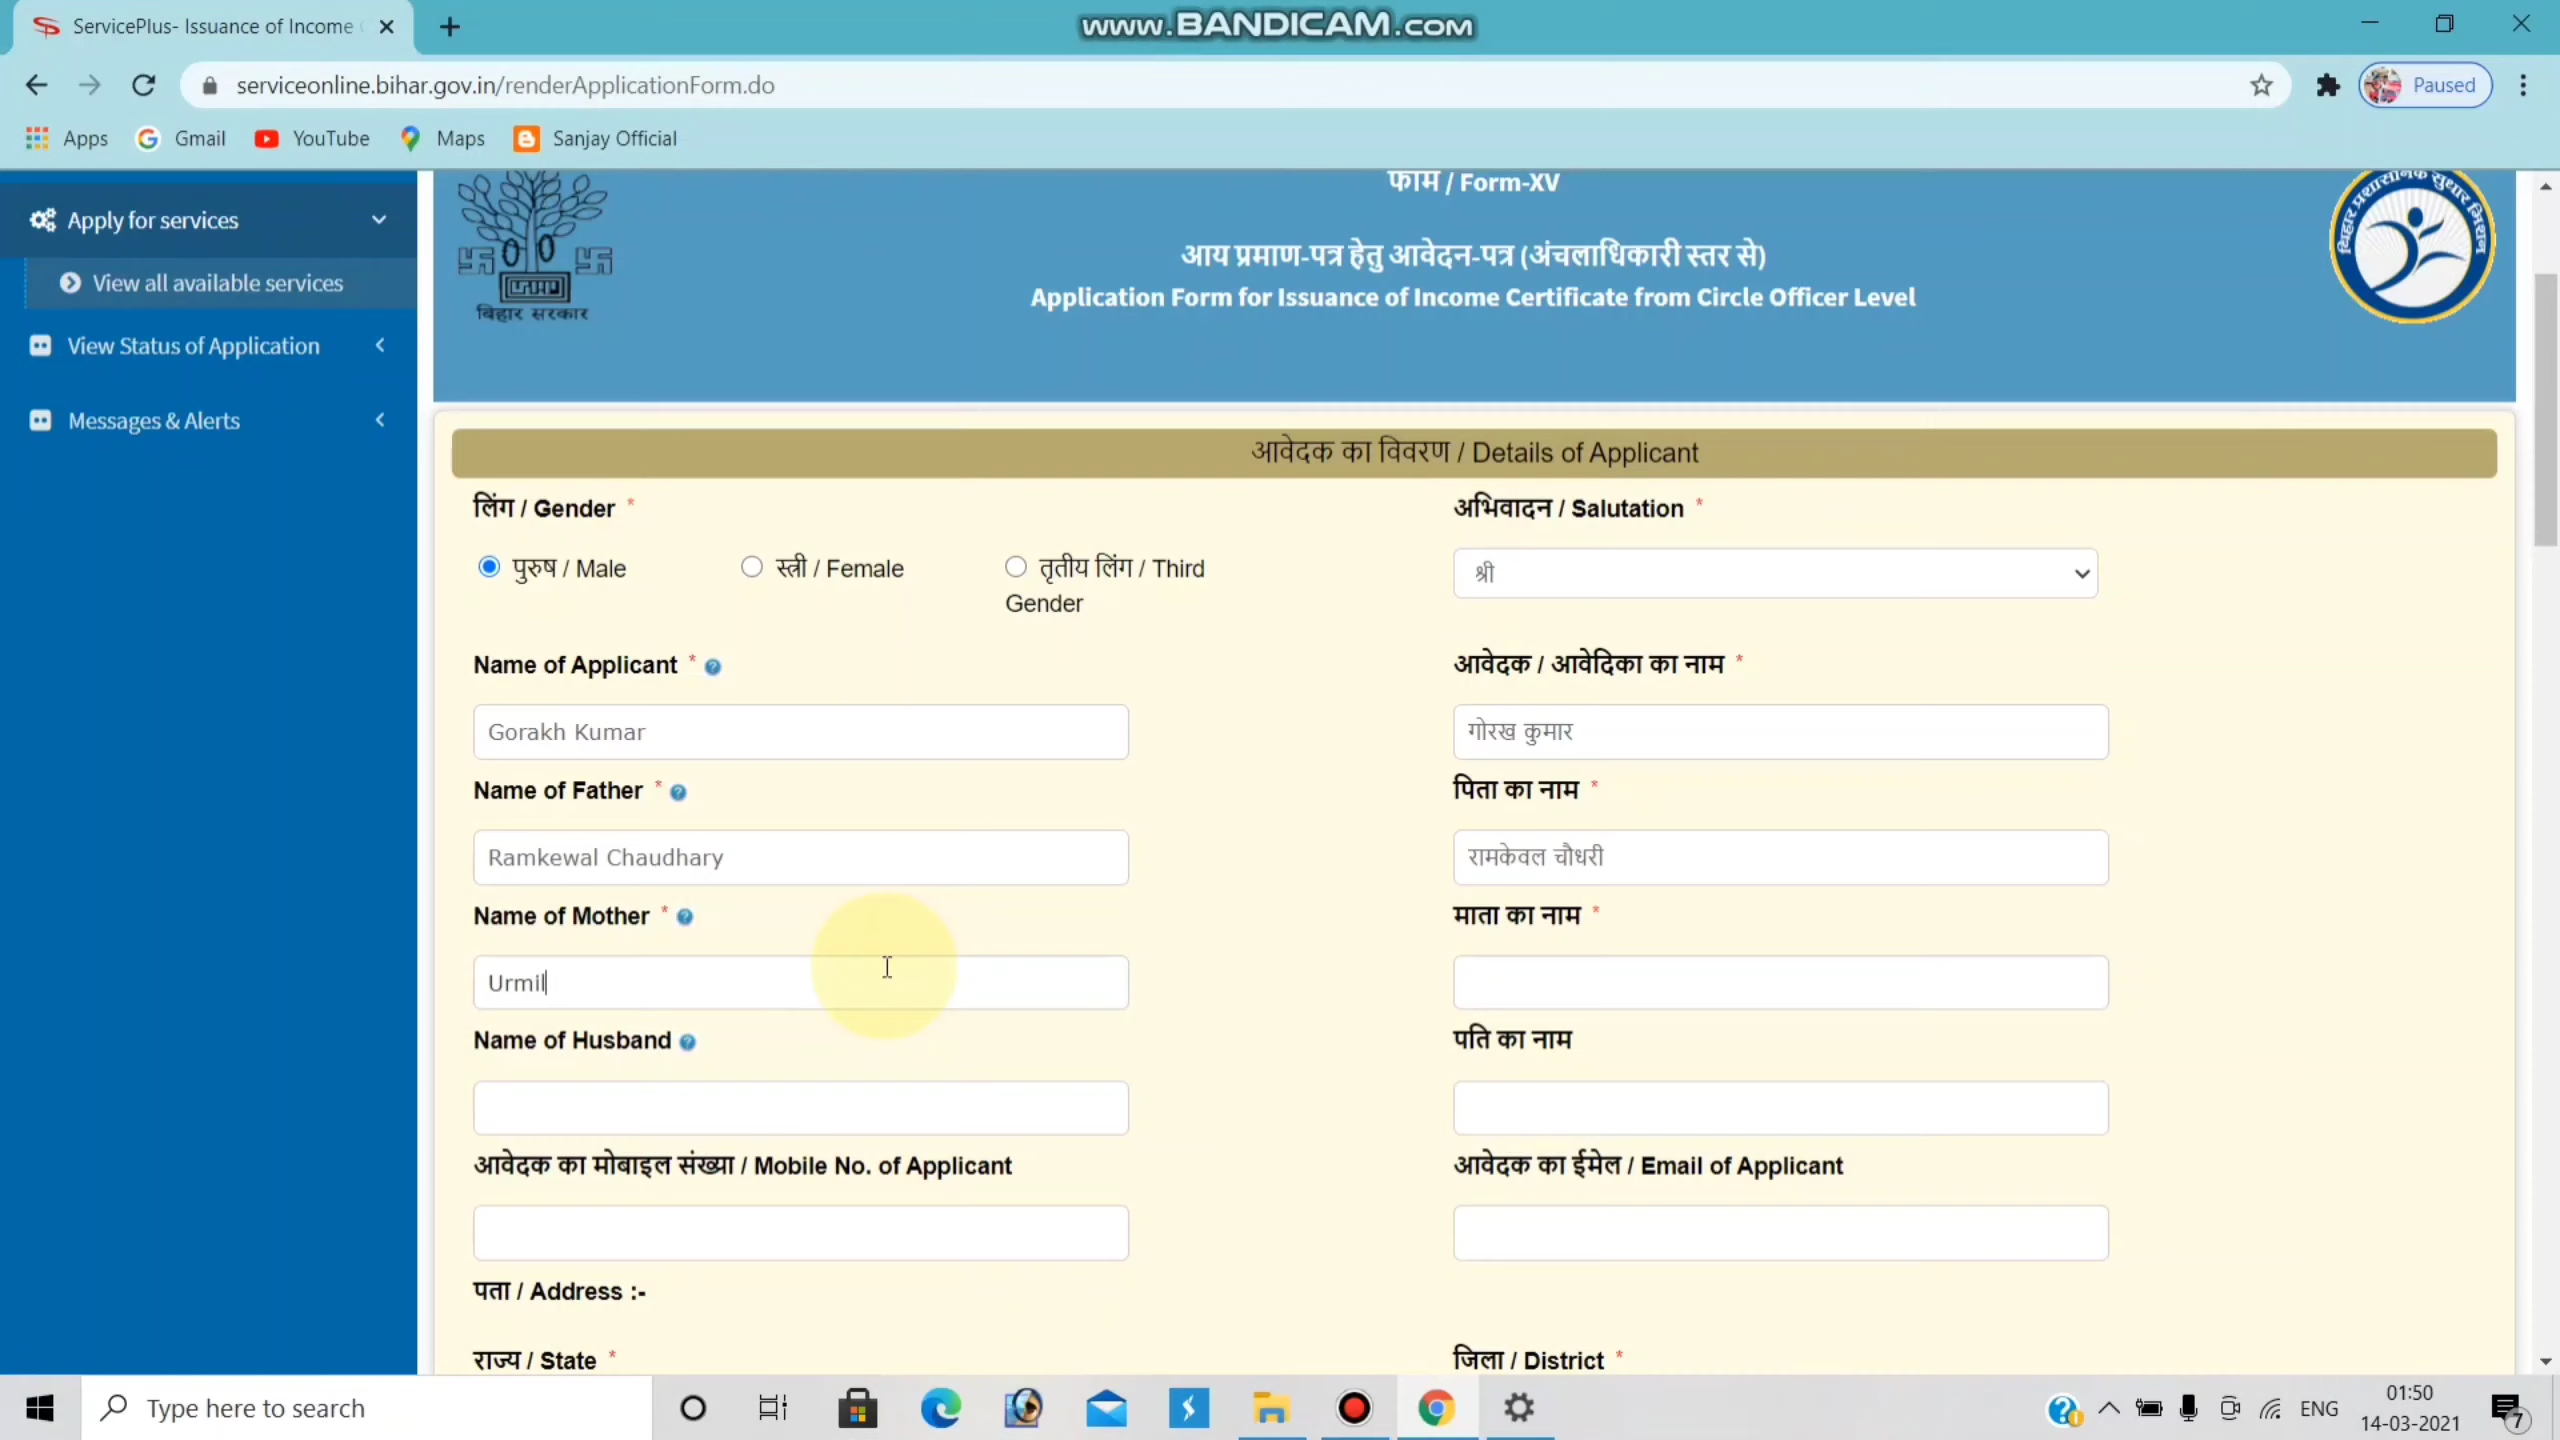 ServicePlus- Issuance of Income
www.BANDICAM.com
serviceonline.bihar.gov.in/renderApplicationForm.do
Paused
Apps
Gmail
YouTube
Maps
Sanjay Official
Apply for services
View all available services
View Status of Application
Messages & Alerts
बिहार सरकार
फॉर्म / Form-XV
आय प्रमाण-पत्र हेतु आवेदन-पत्र (अंचलाधिकारी स्तर से)
Application Form for Issuance of Income Certificate from Circle Officer Level
बिहार प्रशासनिक सुधार मिशन
आवेदक का विवरण / Details of Applicant
लिंग / Gender *
अभिवादन / Salutation *
पुरुष / Male
स्त्री / Female
तृतीय लिंग / Third
Gender
श्री
Name of Applicant *
आवेदक / आवेदिका का नाम *
Gorakh Kumar
गोरख कुमार
Name of Father *
पिता का नाम *
Ramkewal Chaudhary
रामकेवल चौधरी
Name of Mother *
माता का नाम *
Urmil
Name of Husband
पति का नाम
आवेदक का मोबाइल संख्या / Mobile No. of Applicant
आवेदक का ईमेल / Email of Applicant
पता / Address :-
राज्य / State *
जिला / District *
Type here to search
ENG
01:50
14-03-2021
7